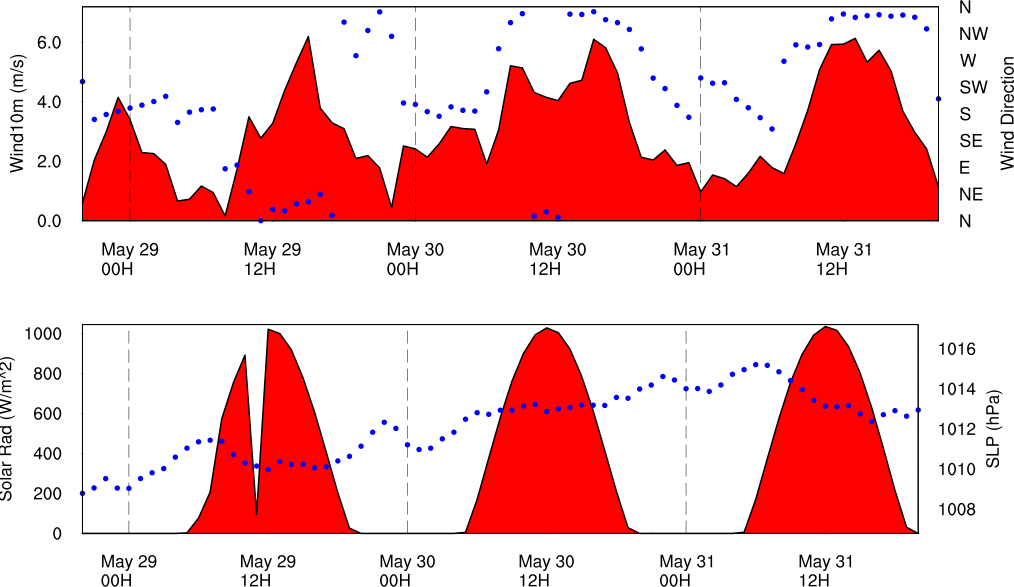 Wind10m (m/s)
6.0
4.0
2.0
0.0
N
NW
W
SW
S
SE
E
NE
N
Wind Direction
May 29 May 29 May 30 May 30 May 31 May 31
00H 12H 00H 12H 00H 12H
Solar Rad (W/m^2)
1000
800
600
400
200
0
1016
1014
1012
1010
1008
SLP (hPa)
May 29 May 29 May 30 May 30 May 31 May 31
00H 12H 00H 12H 00H 12H